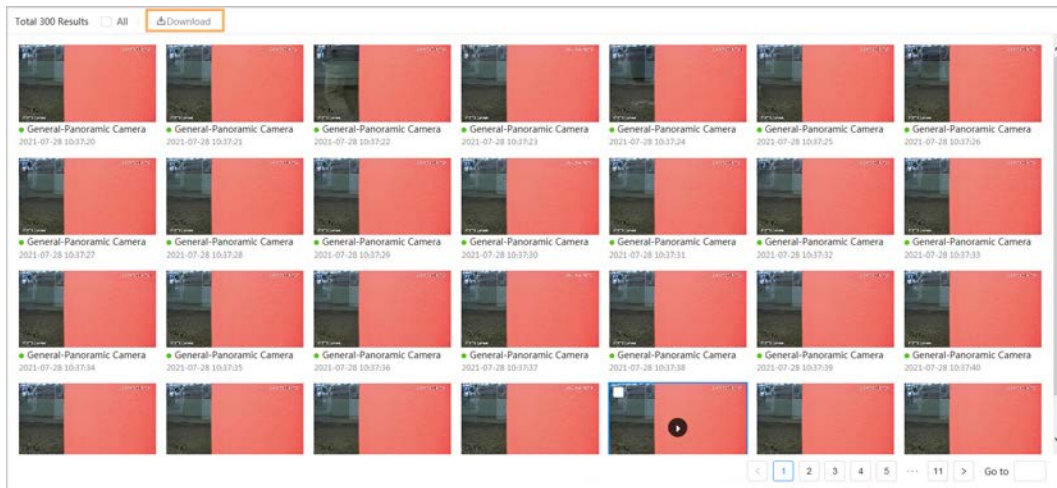 Total 300 Results All Download
General-Panoramic Camera General-Panoramic Camera General-Panoramic Camera General-Panoramic Camera General-Panoramic Camera General-Panoramic Camera General-Panoramic Camera
2021-07-28 10:37:20 2021-07-28 10:37:21 2021-07-28 10:37:22 2021-07-28 10:37:23 2021-07-28 10:37:24 2021-07-28 10:37:25 2021-07-28 10:37:26
General-Panoramic Camera General-Panoramic Camera General-Panoramic Camera General-Panoramic Camera General-Panoramic Camera General-Panoramic Camera General-Panoramic Camera
2021-07-28 10:37:27 2021-07-28 10:37:28 2021-07-28 10:37:29 2021-07-28 10:37:30 2021-07-28 10:37:31 2021-07-28 10:37:32 2021-07-28 10:37:33
General-Panoramic Camera General-Panoramic Camera General-Panoramic Camera General-Panoramic Camera General-Panoramic Camera General-Panoramic Camera General-Panoramic Camera
2021-07-28 10:37:34 2021-07-28 10:37:35 2021-07-28 10:37:36 2021-07-28 10:37:37 2021-07-28 10:37:38 2021-07-28 10:37:39 2021-07-28 10:37:40
< 1 2 3 4 5 ··· 11 > Go to